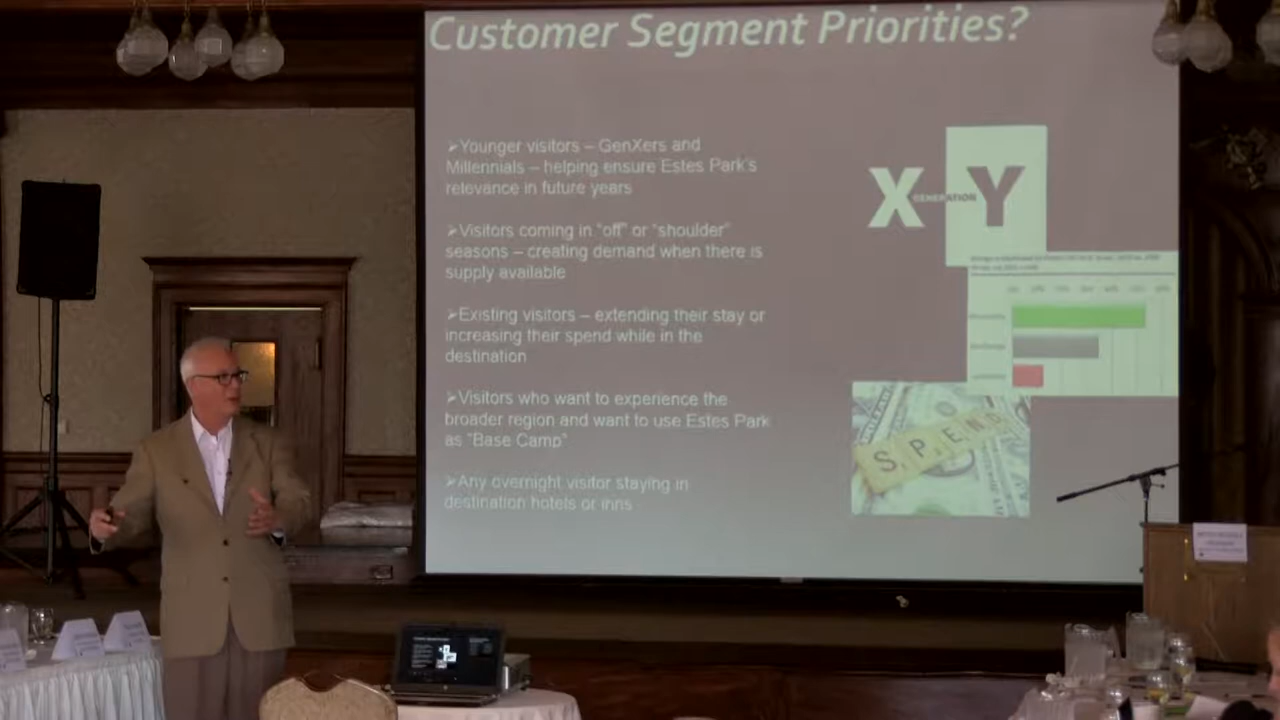 Customer Segment Priorities?
➢Younger visitors – GenXers and
Millennials – helping ensure Estes Park's
relevance in future years
➢Visitors coming in "off" or "shoulder"
seasons – creating demand when there is
supply available
➢Existing visitors – extending their stay or
increasing their spend while in the
destination
➢Visitors who want to experience the
broader region and want to use Estes Park
as "Base Camp"
➢Any overnight visitor staying in
destination hotels or inns
X GENERATION Y
SPEND